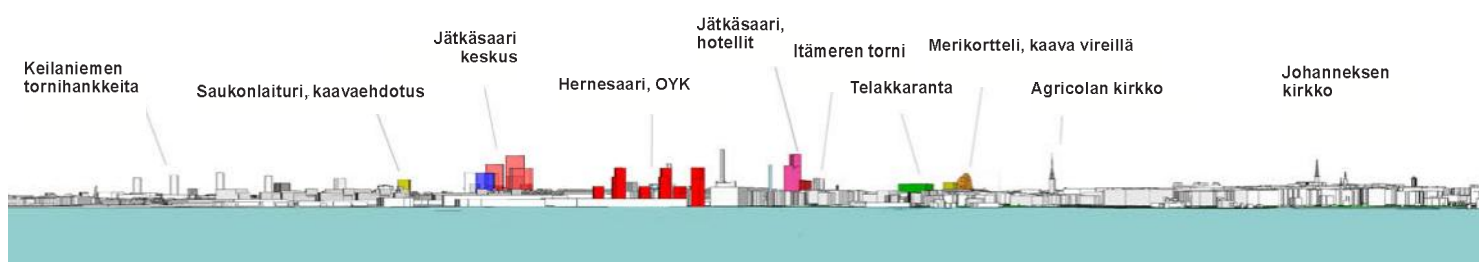 Keilaniemen
tornihankkeita
Saukonlaituri, kaavaehdotus
Jätkäsaari
keskus
Hernesaari, OYK
Jätkäsaari,
hotellit
Itämeren torni
Telakkaranta
Merikortteli, kaava vireillä
Agricolan kirkko
Johanneksen
kirkko